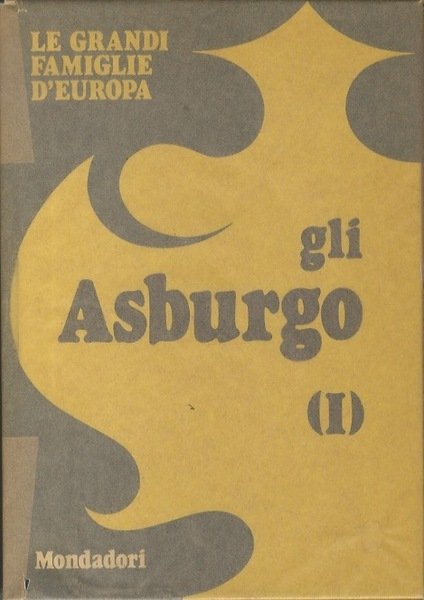 LE GRANDI
FAMIGLIE
D'EUROPA
gli
Asburgo
(I)
Mondadori